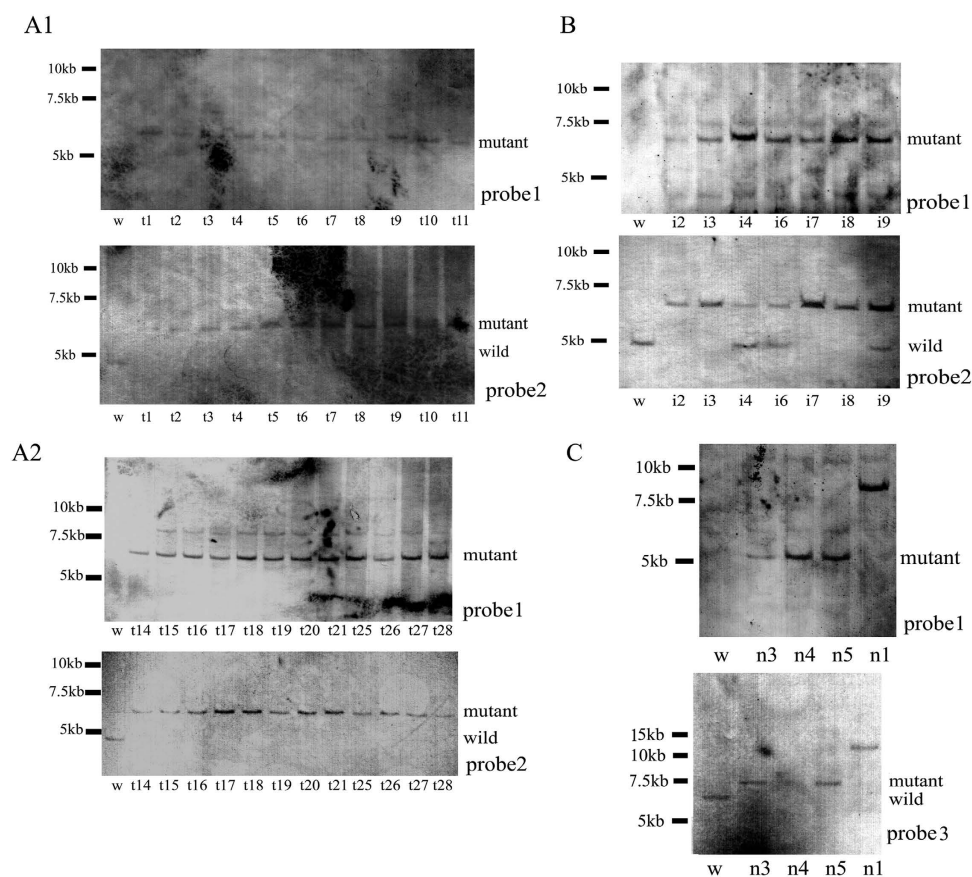 A1
10kb
7.5kb
5kb
mutant
probe1
w t1 t2 t3 t4 t5 t6 t7 t8 t9 t10 t11
10kb
7.5kb
5kb
mutant
wild
probe2
w t1 t2 t3 t4 t5 t6 t7 t8 t9 t10 t11
B
10kb
7.5kb
5kb
mutant
probe1
w i2 i3 i4 i6 i7 i8 i9
10kb
7.5kb
5kb
mutant
wild
probe2
w i2 i3 i4 i6 i7 i8 i9
A2
10kb
7.5kb
5kb
mutant
probe1
w t14 t15 t16 t17 t18 t19 t20 t21 t25 t26 t27 t28
10kb
7.5kb
5kb
mutant
wild
probe2
w t14 t15 t16 t17 t18 t19 t20 t21 t25 t26 t27 t28
C
10kb
7.5kb
5kb
mutant
probe1
w n3 n4 n5 n1
15kb
10kb
7.5kb
5kb
mutant
wild
probe3
w n3 n4 n5 n1